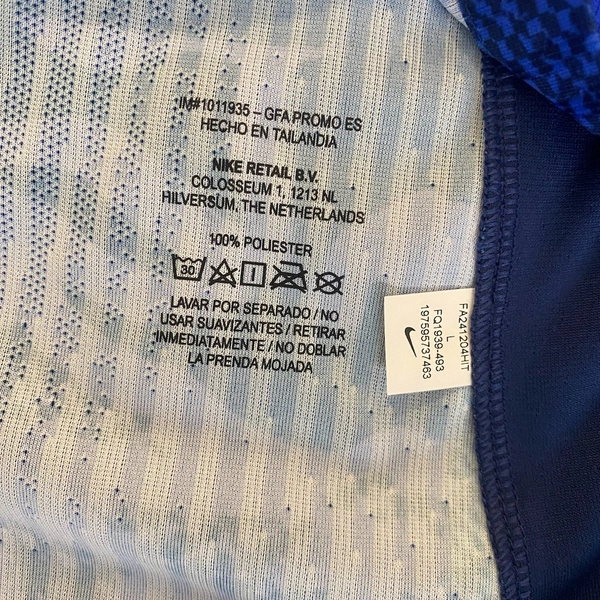 IM#1011935 – GFA PROMO ES
HECHO EN TAILANDIA
NIKE RETAIL B.V.
COLOSSEUM 1, 1213 NL
HILVERSUM, THE NETHERLANDS
100% POLIESTER
30
LAVAR POR SEPARADO / NO
USAR SUAVIZANTES / RETIRAR
INMEDIATAMENTE / NO DOBLAR
LA PRENDA MOJADA
FA241204HIT
L
FQ1939-493
197595737463